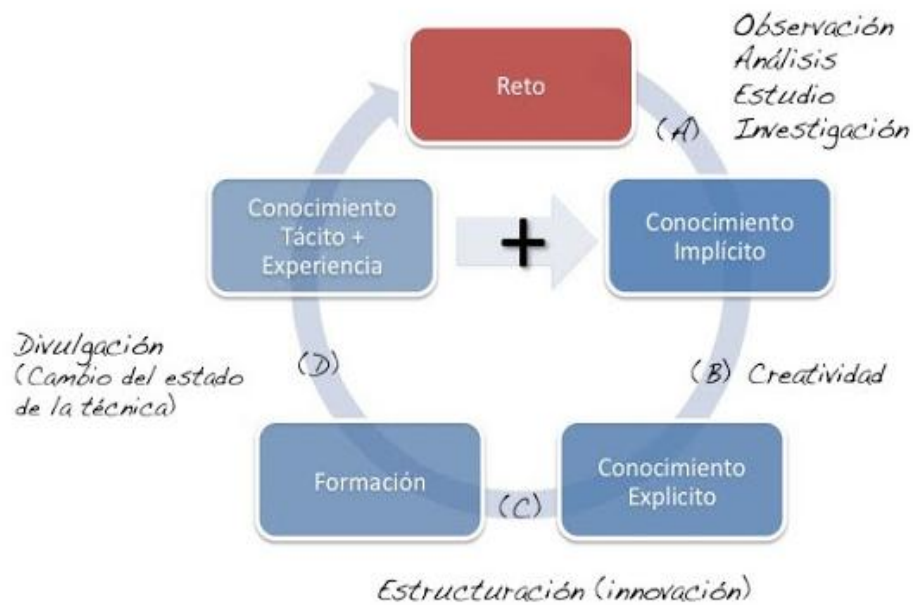 Reto
Observación
Análisis
Estudio
Investigación
(A)
Conocimiento
Tácito +
Experiencia
+
Conocimiento
Implícito
Divulgación
(Cambio del estado
de la técnica)
(D)
(B) Creatividad
Formación
Conocimiento
Explicito
(C)
Estructuración (innovación)